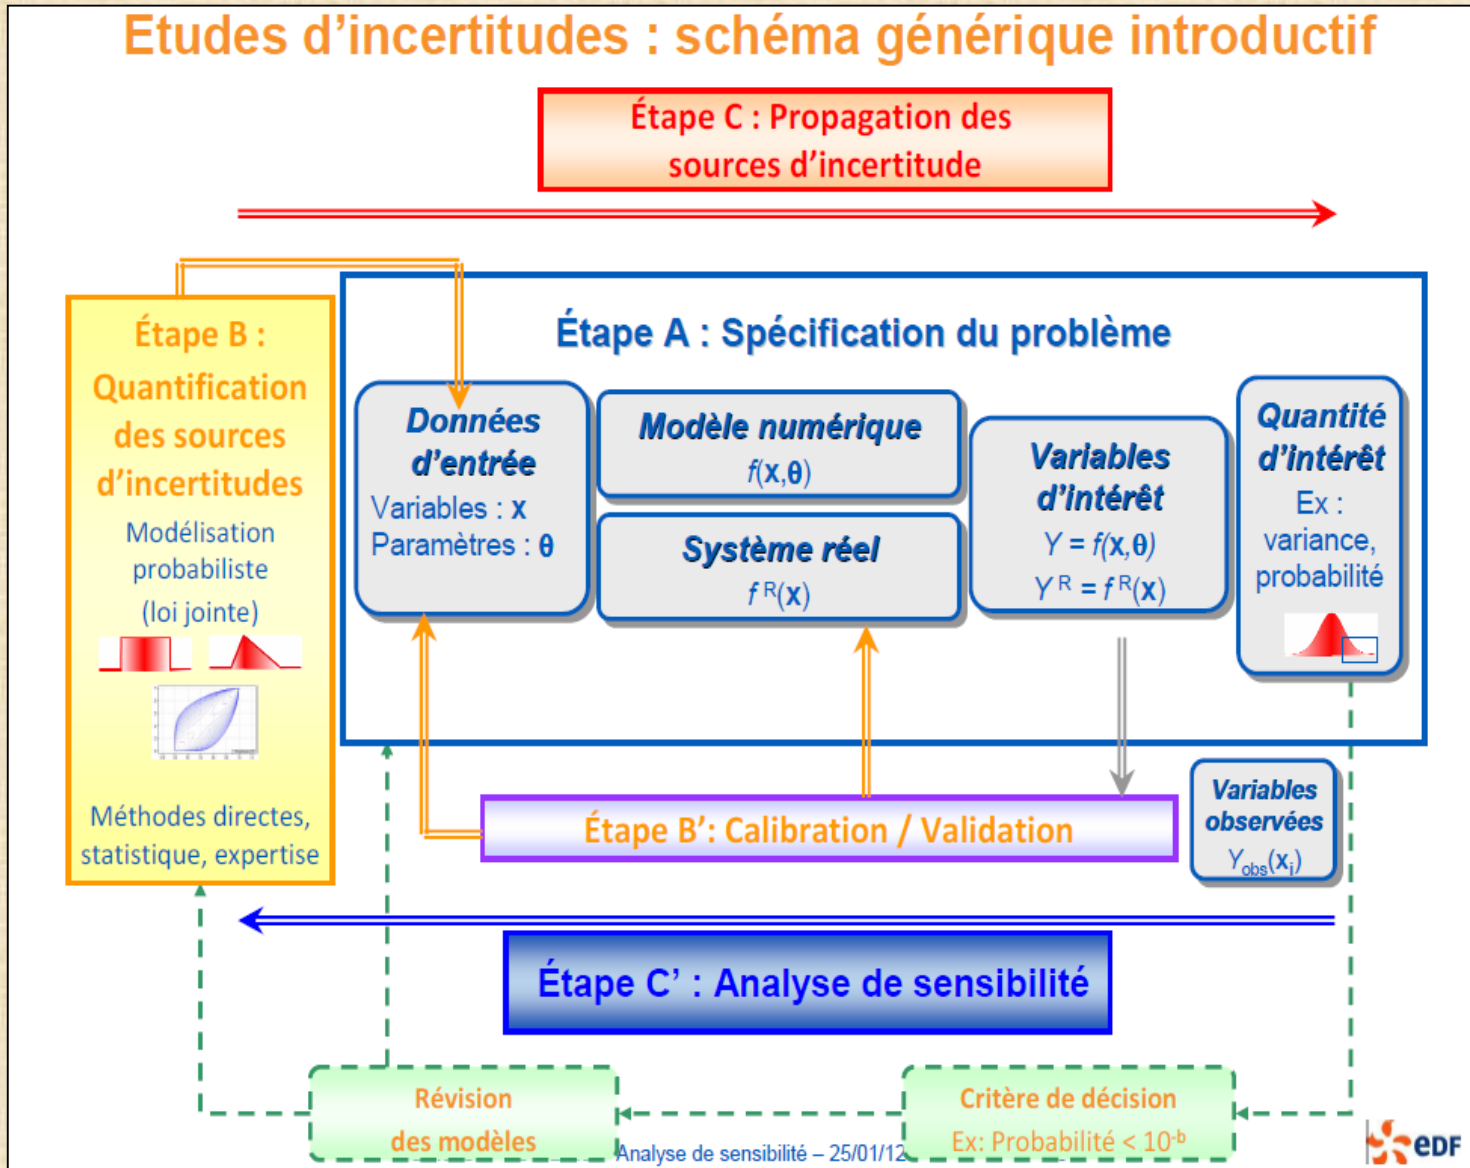 Etudes d'incertitudes : schéma générique introductif
Étape C : Propagation des
sources d'incertitude
Étape B :
Quantification
des sources
d'incertitudes
Modélisation
probabiliste
(loi jointe)
Méthodes directes,
statistique, expertise
Étape A : Spécification du problème
Données
d'entrée
Variables : x
Paramètres : θ
Modèle numérique
f(x,θ)
Système réel
f R(x)
Variables
d'intérêt
Y = f(x,θ)
Y R = f R(x)
Quantité
d'intérêt
Ex :
variance,
probabilité
Étape B': Calibration / Validation
Variables
observées
Yobs(xi)
Étape C' : Analyse de sensibilité
Révision
des modèles
Critère de décision
Ex: Probabilité < 10-b
Analyse de sensibilité – 25/01/12
eDF